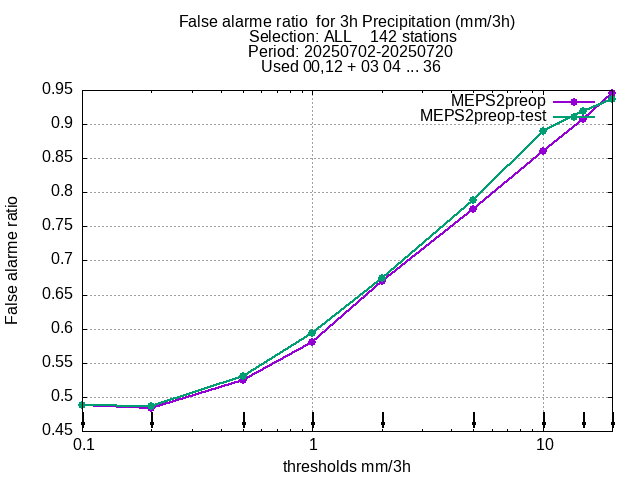 False alarme ratio  for 3h Precipitation (mm/3h)
Selection: ALL    142 stations
Period: 20250702-20250720
Used 00,12 + 03 04 ... 36
MEPS2preop
MEPS2preop-test
0.95
0.9
0.85
0.8
0.75
0.7
0.65
0.6
0.55
0.5
0.45
False alarme ratio
0.1
1
10
thresholds mm/3h